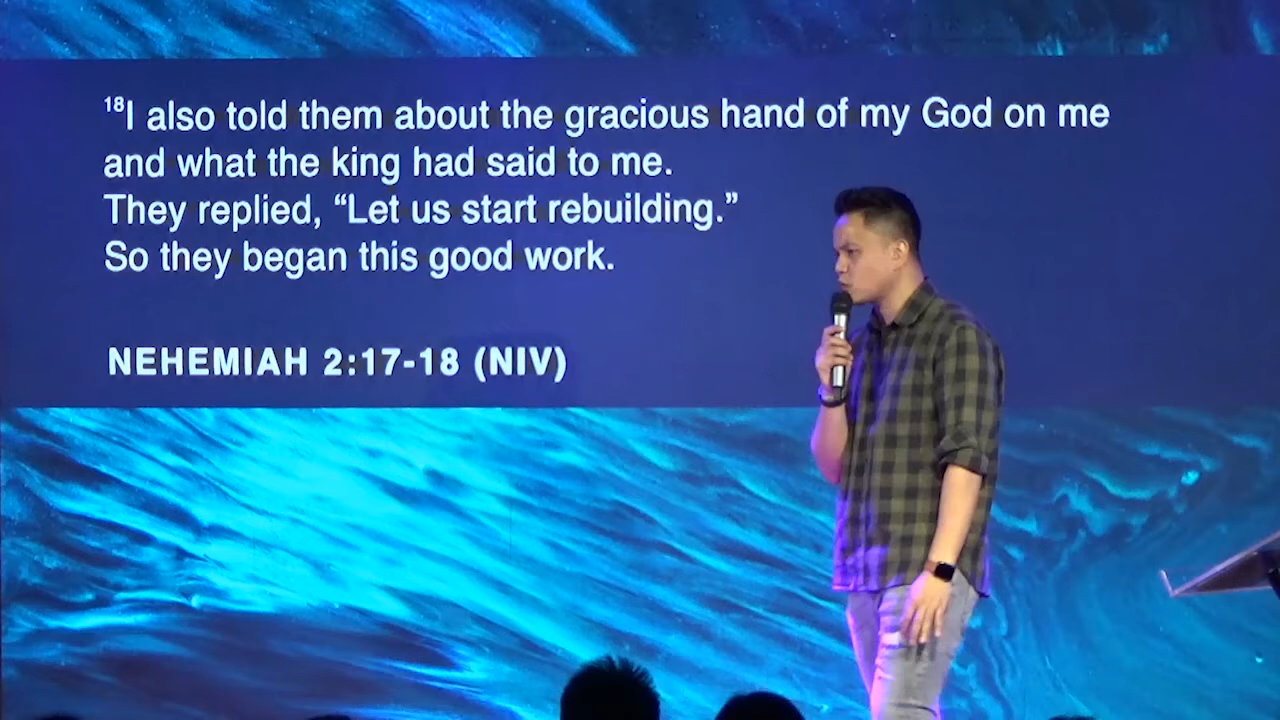 ¹⁸I also told them about the gracious hand of my God on me
and what the king had said to me.
They replied, “Let us start rebuilding.”
So they began this good work.
NEHEMIAH 2:17-18 (NIV)